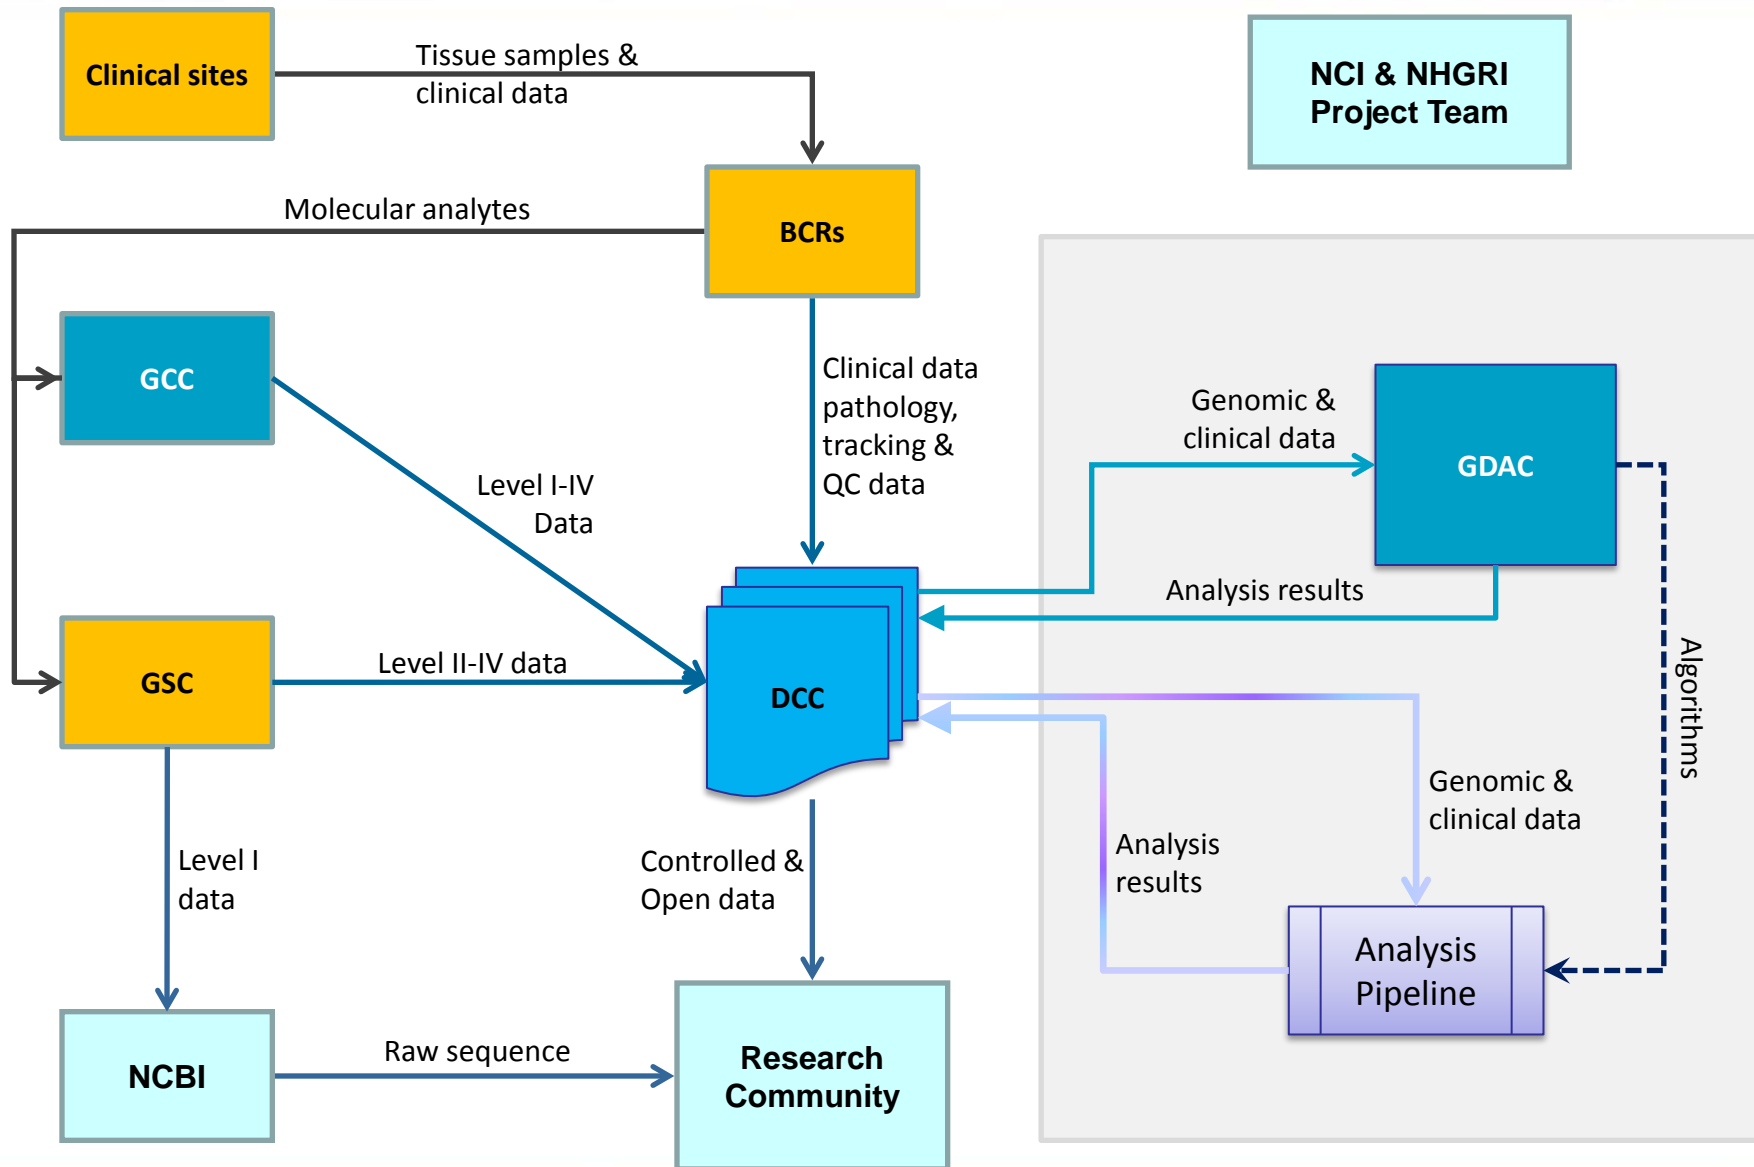 Clinical sites
Tissue samples &
clinical data
NCI & NHGRI
Project Team
Molecular analytes
BCRs
GCC
Clinical data
pathology,
tracking &
QC data
Genomic &
clinical data
GDAC
Level I-IV
Data
Analysis results
Algorithms
GSC
Level II-IV data
DCC
Genomic &
clinical data
Analysis
results
Level I
data
Controlled &
Open data
Analysis
Pipeline
NCBI
Raw sequence
Research
Community